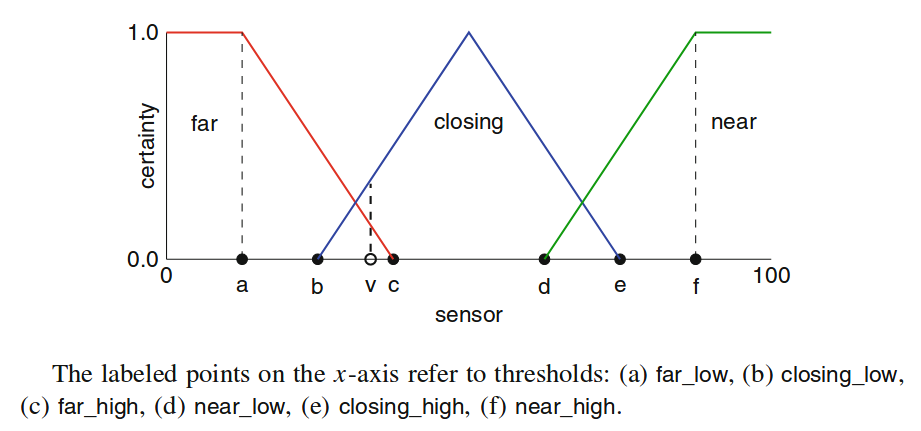 1.0
certainty
far
closing
near
0.0
0
a
b
v
c
d
e
f
100
sensor
The labeled points on the x-axis refer to thresholds: (a) far_low, (b) closing_low,
(c) far_high, (d) near_low, (e) closing_high, (f) near_high.